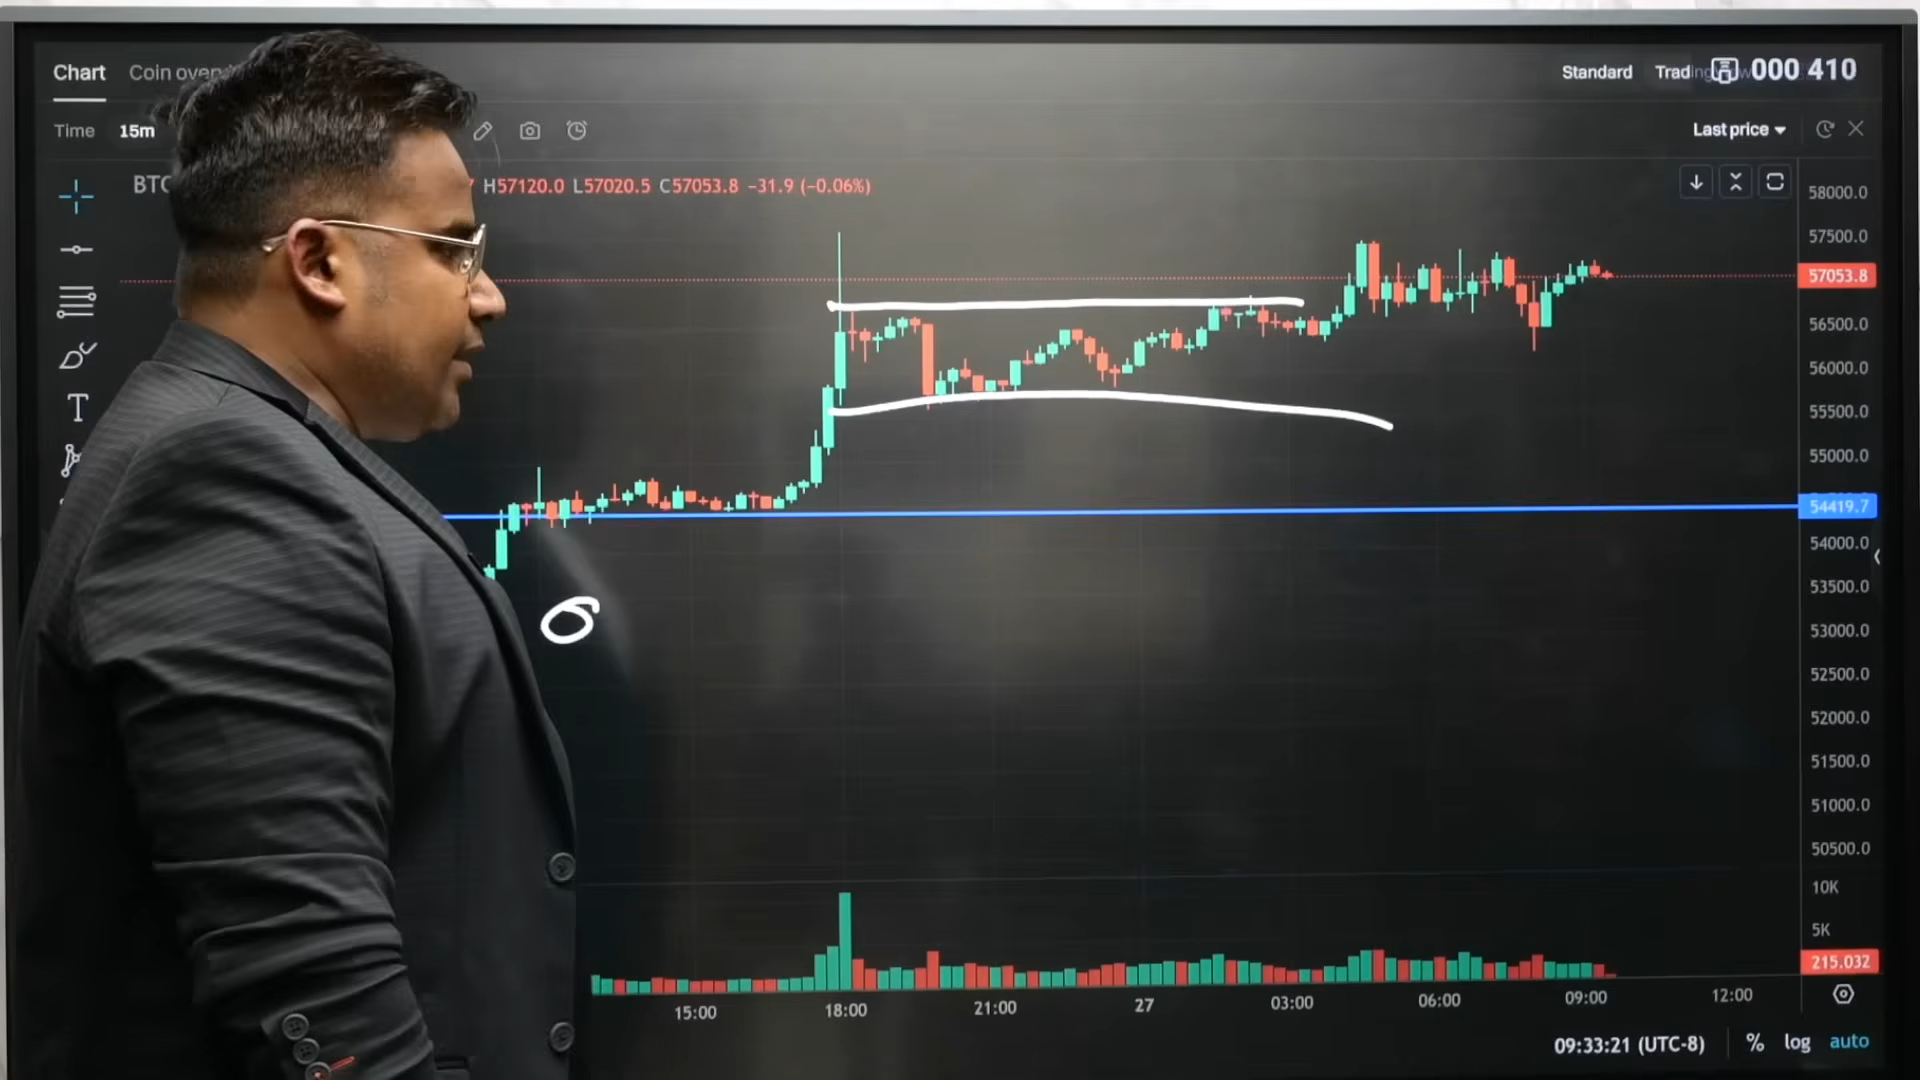 Chart Coin over Standard Trading 000 410
Time 15m Last price
BTC H57120.0 L57020.5 C57053.8 −31.9 (−0.06%)
58000.0
57500.0
57053.8
56500.0
56000.0
55500.0
55000.0
54419.7
54000.0
53500.0
53000.0
52500.0
52000.0
51500.0
51000.0
50500.0
10K
5K
215.032
15:00 18:00 21:00 27 03:00 06:00 09:00 12:00
09:33:21 (UTC-8) % log auto